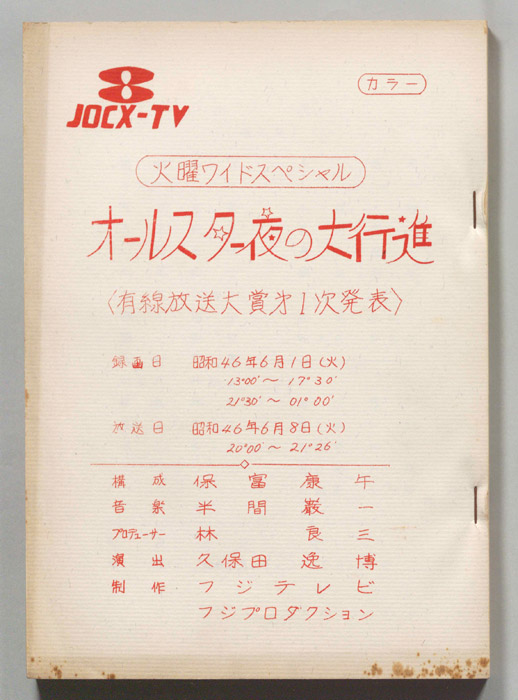 8
JOCX-TV
カラー
火曜ワイドスペシャル
オールスター夜の大行進
〈有線放送大賞第1次発表〉
録画日 昭和46年6月1日(火)
13°00′〜17°30′
21°30′〜01°00′
放送日 昭和46年6月8日(火)
20°00′〜21°26′
構成 保富康午
音楽 半間巌一
プロデューサー 林良三
演出 久保田逸博
制作 フジテレビ
フジプロダクション